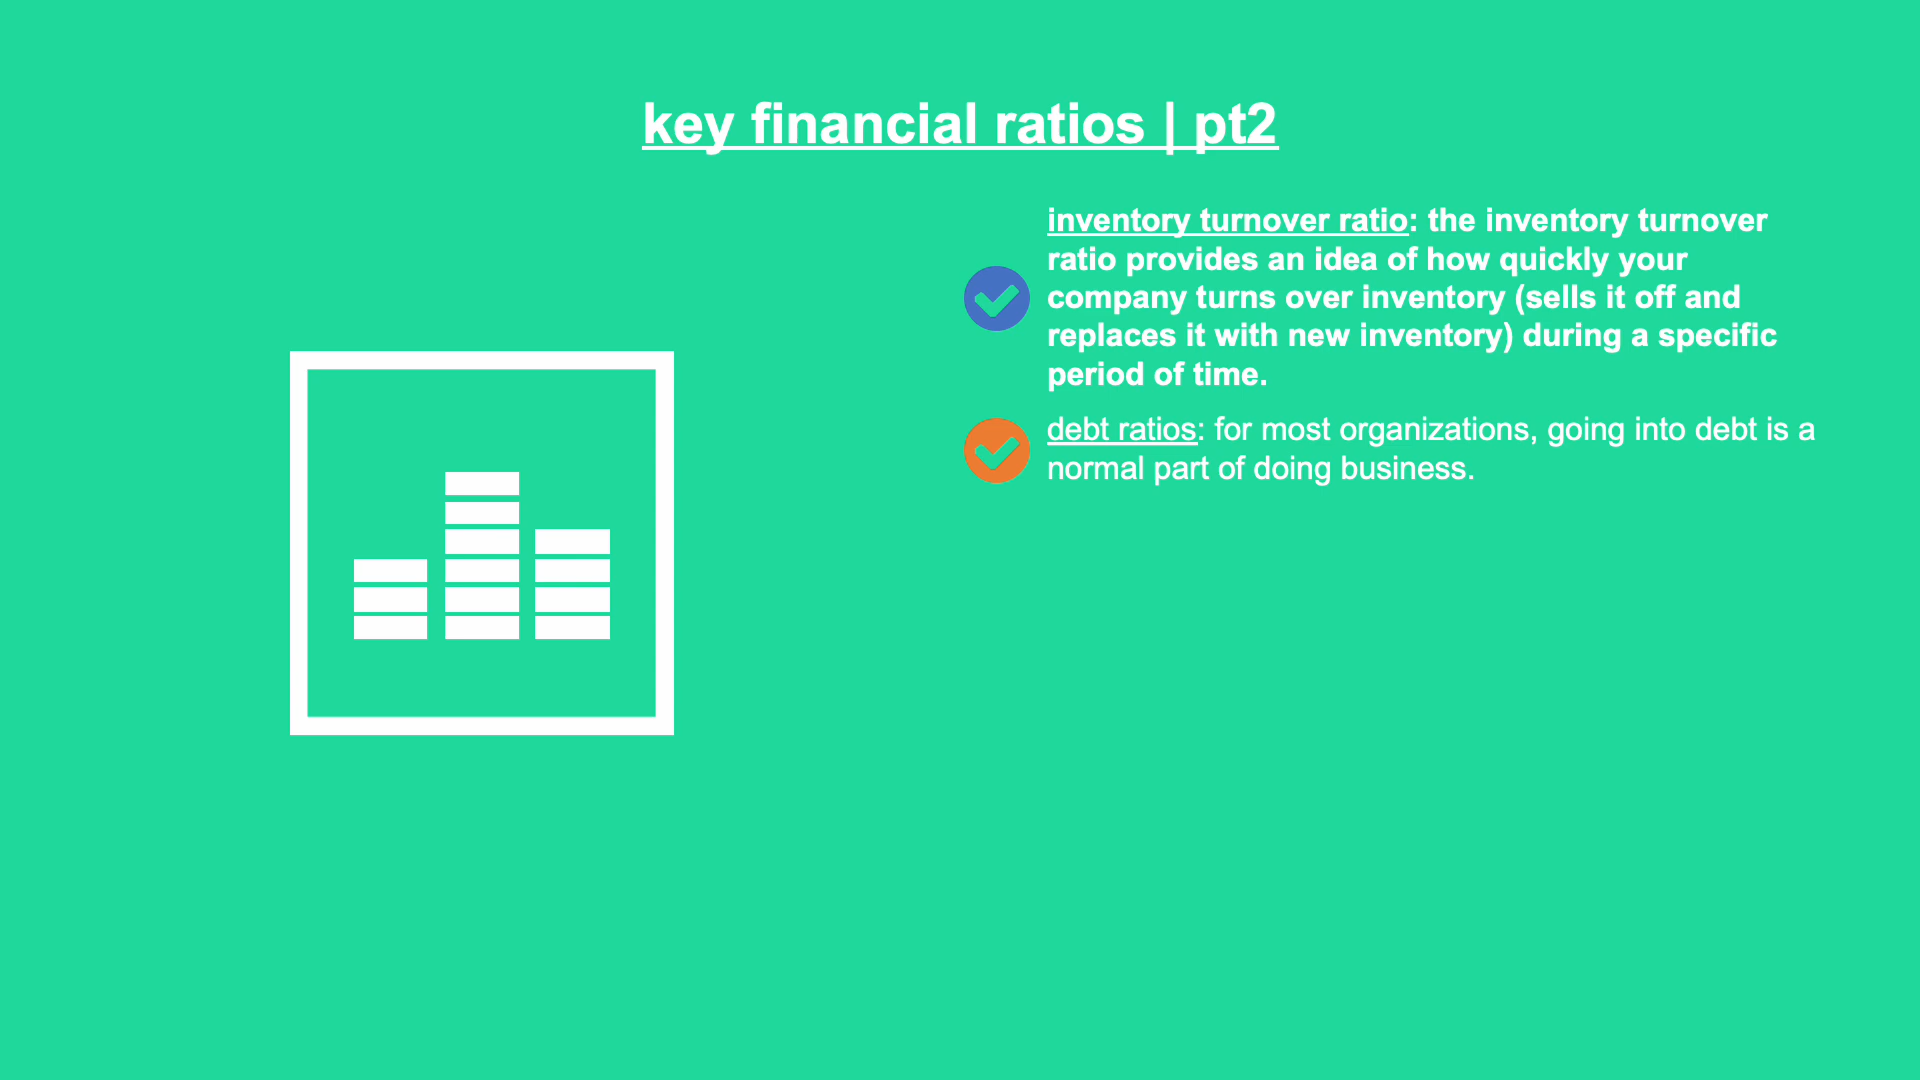 key financial ratios | pt2
inventory turnover ratio: the inventory turnover
ratio provides an idea of how quickly your
company turns over inventory (sells it off and
replaces it with new inventory) during a specific
period of time.
debt ratios: for most organizations, going into debt is a
normal part of doing business.